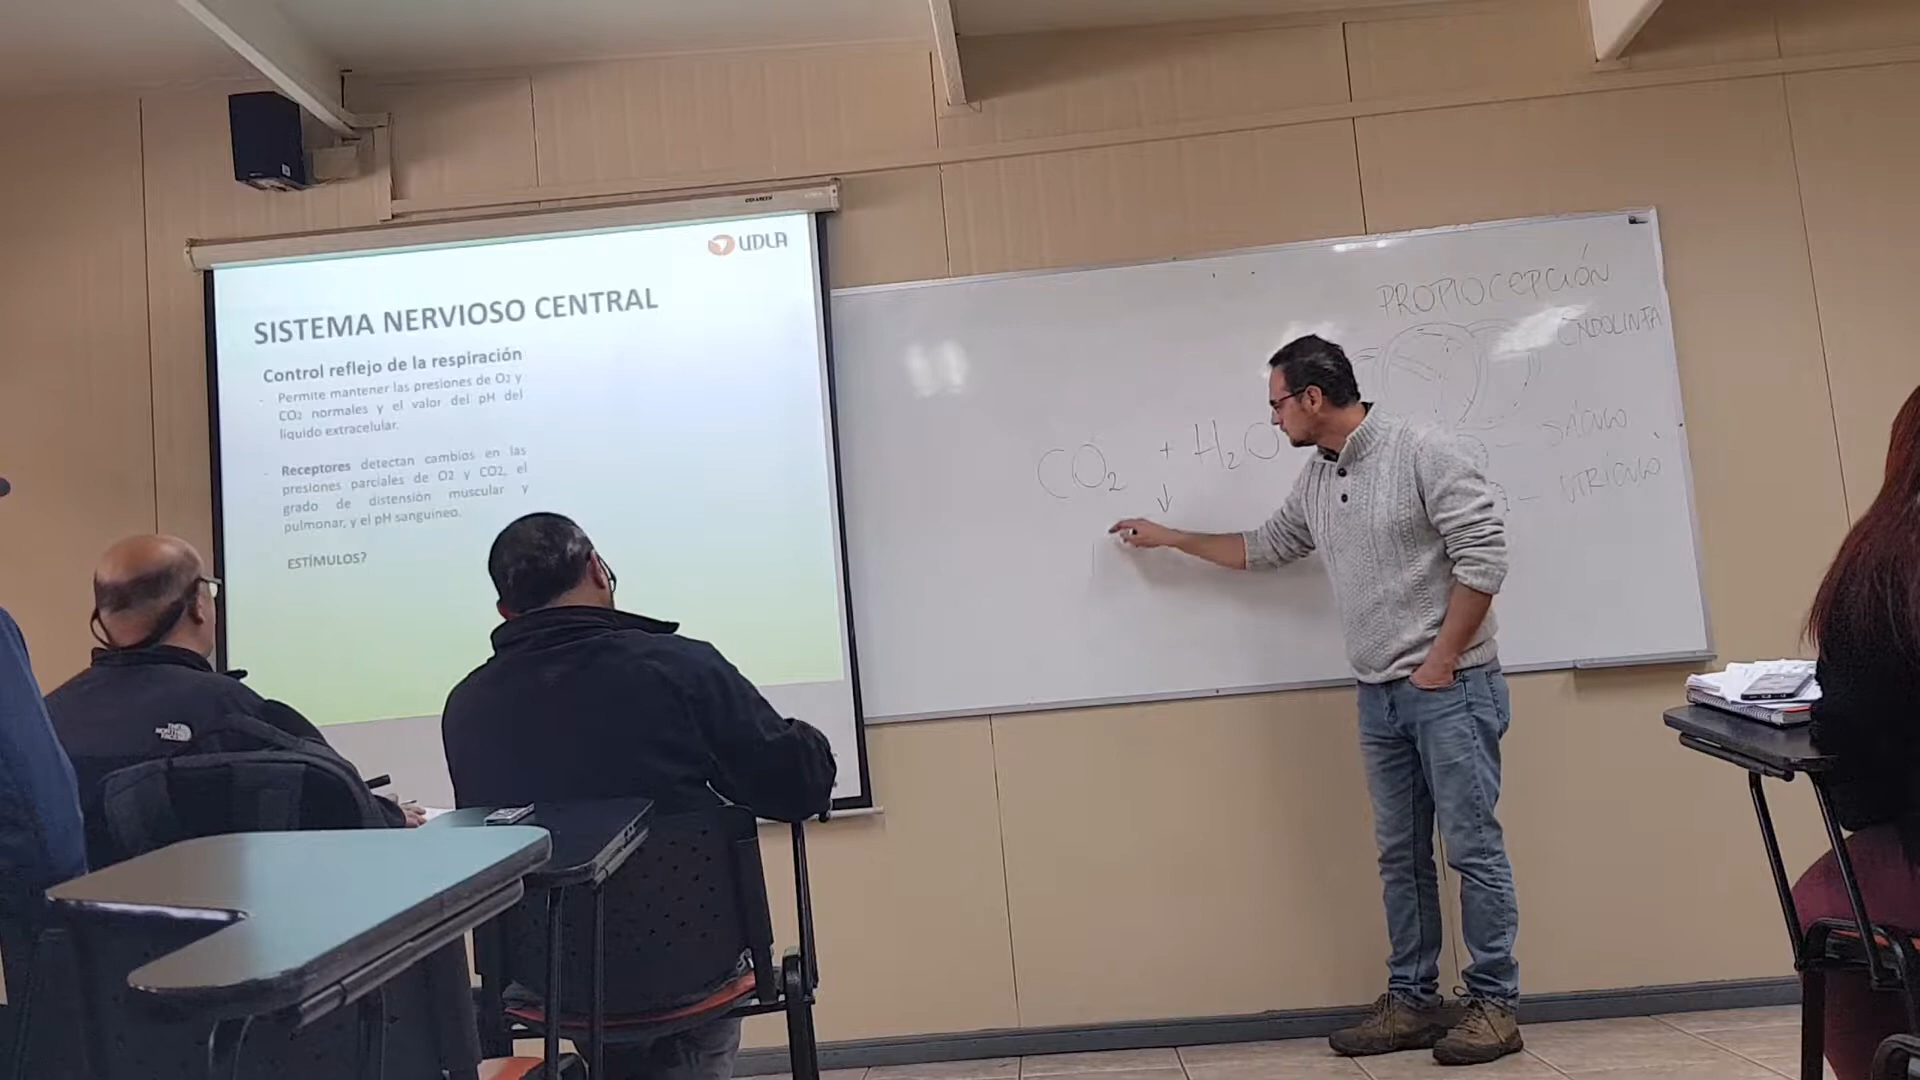 UDLA
SISTEMA NERVIOSO CENTRAL
Control reflejo de la respiración
- Permite mantener las presiones de O2 y
CO2 normales y el valor del pH del
líquido extracelular.
- Receptores detectan cambios en las
presiones parciales de O2 y CO2, el
grado de distensión muscular y
pulmonar, y el pH sanguíneo.
ESTÍMULOS?
PROPIOCEPCIÓN
ENDOLINFA
CO2 + H2O
↓
- SÁCULO
- UTRÍCULO
THE
NORTH
FACE